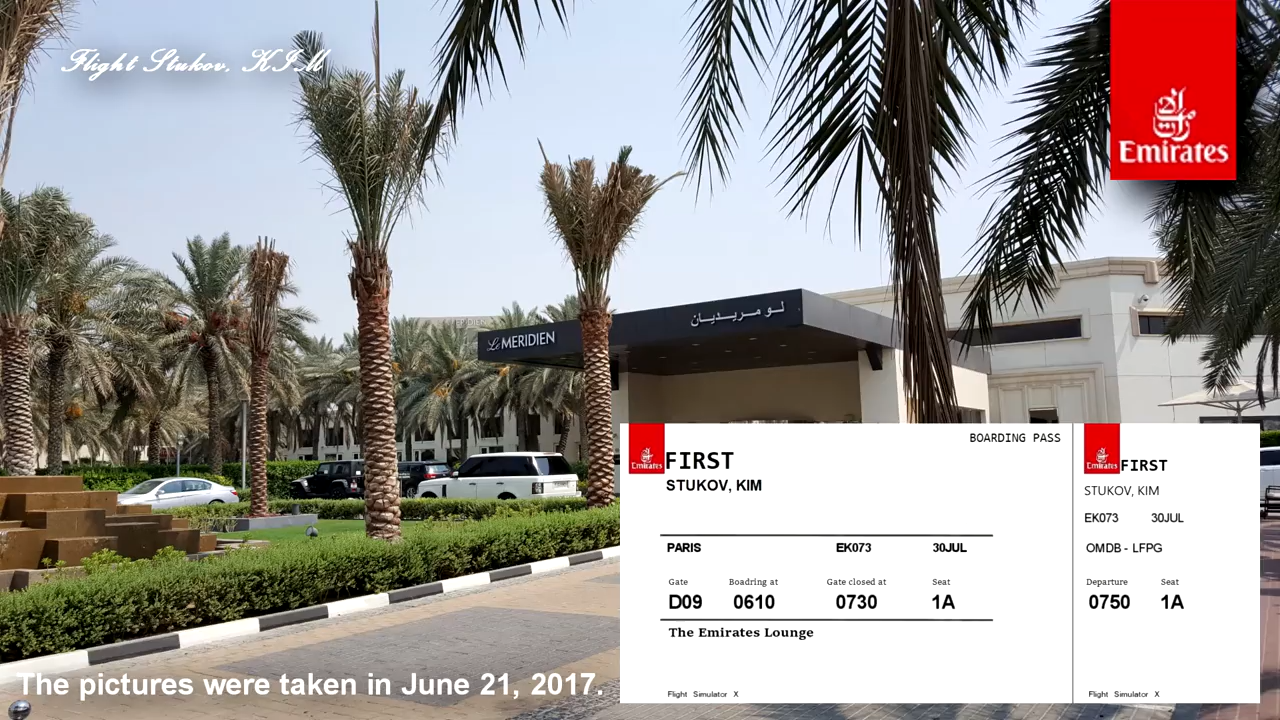 Flight Stukov, KIM
Emirates
Le MERIDIEN
لو مريديان
BOARDING PASS
Emirates
FIRST
STUKOV, KIM
PARIS EK073 30JUL
Gate Boadring at Gate closed at Seat
D09 0610 0730 1A
The Emirates Lounge
Flight Simulator X
Emirates
FIRST
STUKOV, KIM
EK073 30JUL
OMDB - LFPG
Departure Seat
0750 1A
Flight Simulator X
The pictures were taken in June 21, 2017.